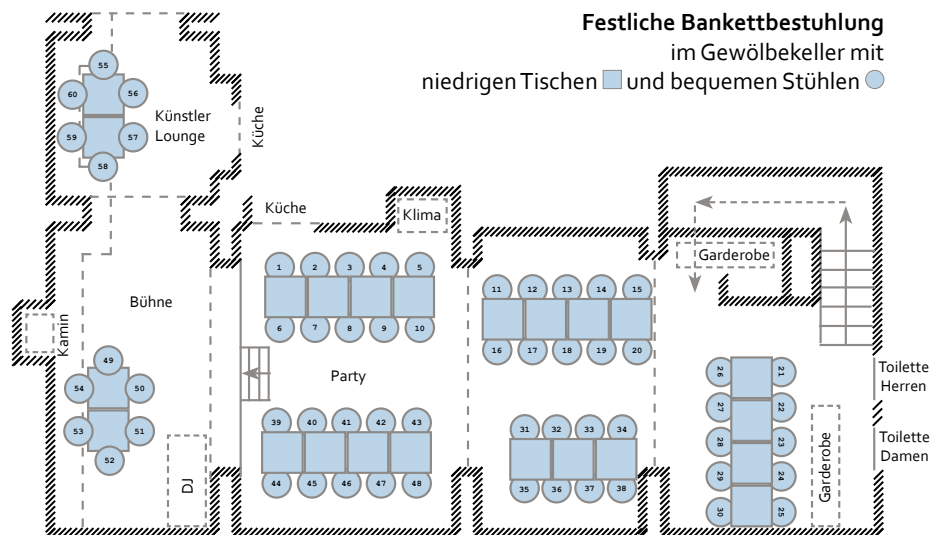 Festliche Bankettbestuhlung
im Gewölbekeller mit
niedrigen Tischen und bequemen Stühlen
55
60 56
Künstler
Lounge
59 57
58
Küche
Küche
Klima
Garderobe
1 2 3 4 5
6 7 8 9 10
11 12 13 14 15
16 17 18 19 20
Bühne
Kamin
Party
49
54 50
53 51
52
DJ
39 40 41 42 43
44 45 46 47 48
31 32 33 34
35 36 37 38
26 21
27 22
28 23
29 24
30 25
Garderobe
Toilette
Herren
Toilette
Damen